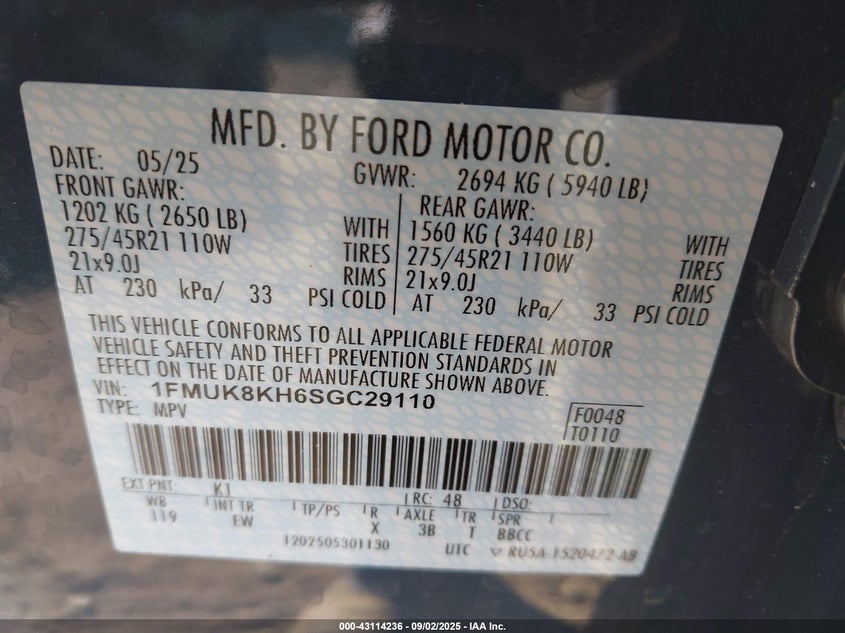 MFD. BY FORD MOTOR CO.
DATE: 05/25 GVWR: 2694 KG ( 5940 LB)
FRONT GAWR: REAR GAWR:
1202 KG ( 2650 LB) WITH 1560 KG ( 3440 LB) WITH
275/45R21 110W TIRES 275/45R21 110W TIRES
21x9.0J RIMS 21x9.0J RIMS
AT 230 kPa/ 33 PSI COLD AT 230 kPa/ 33 PSI COLD
THIS VEHICLE CONFORMS TO ALL APPLICABLE FEDERAL MOTOR
VEHICLE SAFETY AND THEFT PREVENTION STANDARDS IN
EFFECT ON THE DATE OF MANUFACTURE SHOWN ABOVE.
VIN: 1FMUK8KH6SGC29110
TYPE: MPV F0048
T0110
EXT PNT: K1 RC: 48 DSO:
WB INT TR TP/PS R AXLE TR SPR
119 EW X 3B T BBCC
1202505301130 UTC RUSA-1520472-AB
000-43114236 - 09/02/2025 - IAA Inc.